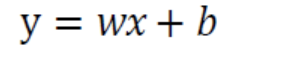 y = wx + b